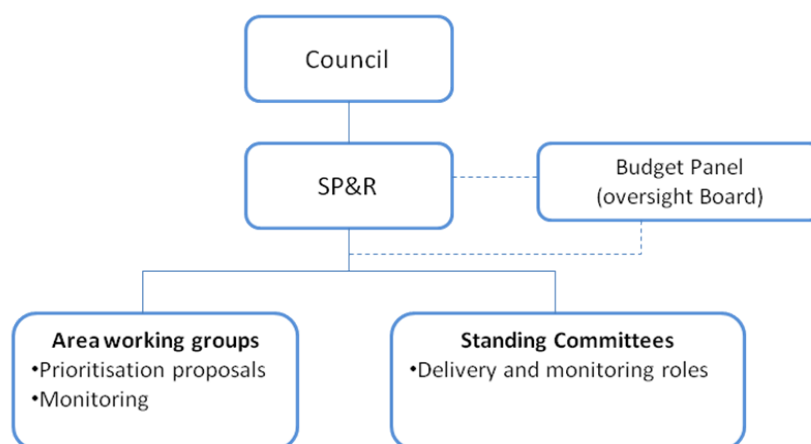 Council
SP&R
Budget Panel
(oversight Board)
Area working groups
•Prioritisation proposals
•Monitoring
Standing Committees
•Delivery and monitoring roles